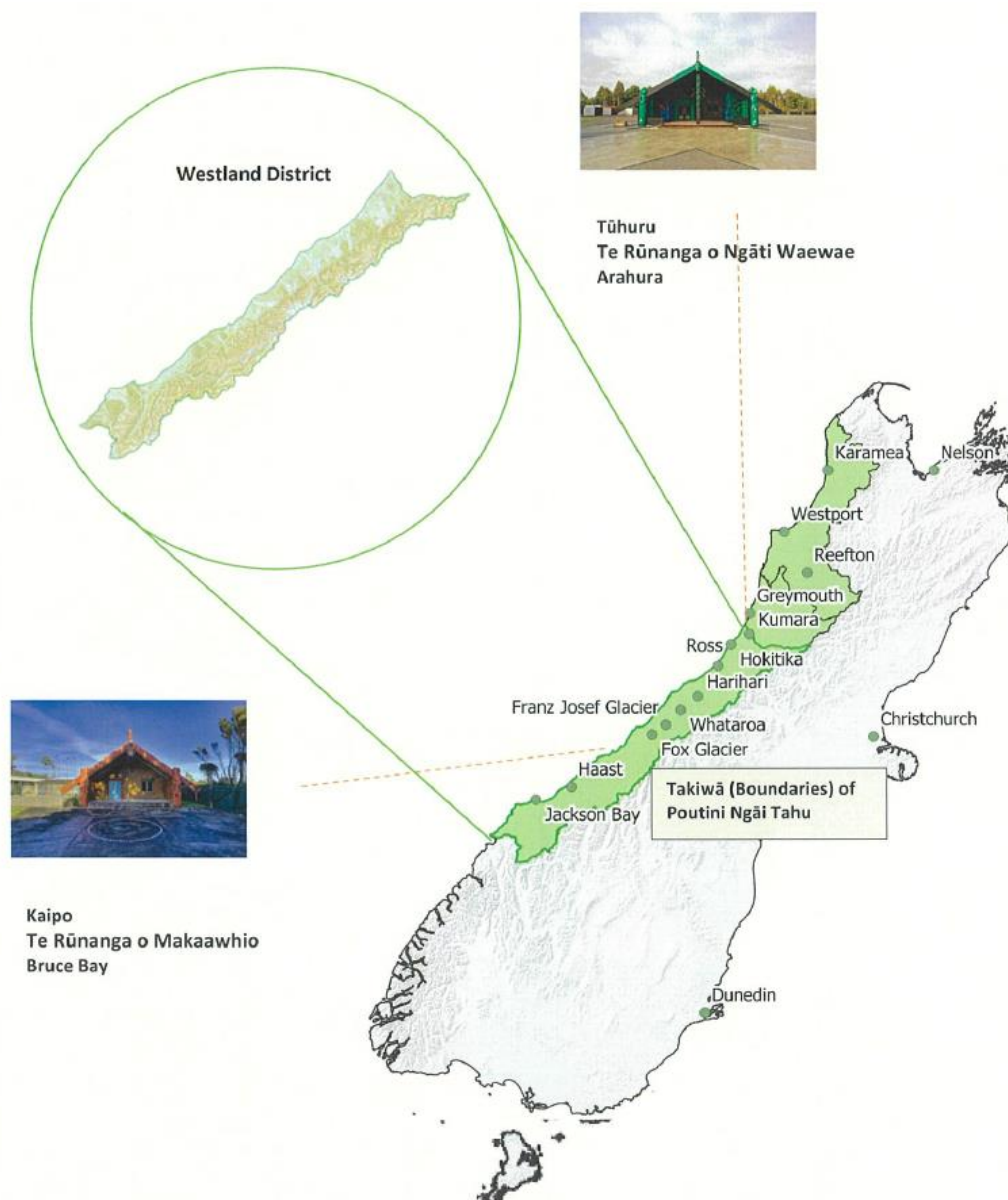 Westland District
Tūhuru
Te Rūnanga o Ngāti Waewae
Arahura
Karamea
Nelson
Westport
Reefton
Greymouth
Kumara
Ross
Hokitika
Harihari
Franz Josef Glacier
Whataroa
Christchurch
Fox Glacier
Haast
Takiwā (Boundaries) of
Poutini Ngāi Tahu
Jackson Bay
Kaipo
Te Rūnanga o Makaawhio
Bruce Bay
Dunedin